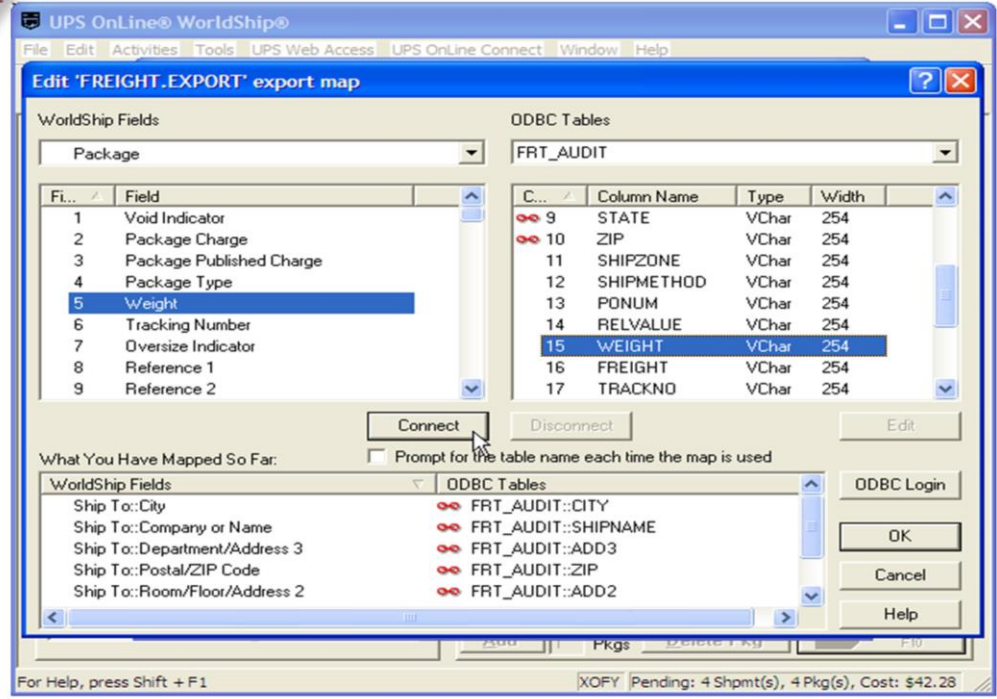 UPS OnLine® WorldShip®
File Edit Activities Tools UPS Web Access UPS OnLine Connect Window Help
Edit 'FREIGHT.EXPORT' export map
WorldShip Fields ODBC Tables
Package FRT_AUDIT
Fi... Field C... Column Name Type Width
1 Void Indicator 9 STATE VChar 254
2 Package Charge 10 ZIP VChar 254
3 Package Published Charge 11 SHIPZONE VChar 254
4 Package Type 12 SHIPMETHOD VChar 254
5 Weight 13 PONUM VChar 254
6 Tracking Number 14 RELVALUE VChar 254
7 Oversize Indicator 15 WEIGHT VChar 254
8 Reference 1 16 FREIGHT VChar 254
9 Reference 2 17 TRACKNO VChar 254
Connect Disconnect Edit
What You Have Mapped So Far: Prompt for the table name each time the map is used
WorldShip Fields ODBC Tables ODBC Login
Ship To::City FRT_AUDIT::CITY
Ship To::Company or Name FRT_AUDIT::SHIPNAME OK
Ship To::Department/Address 3 FRT_AUDIT::ADD3
Ship To::Postal/ZIP Code FRT_AUDIT::ZIP Cancel
Ship To::Room/Floor/Address 2 FRT_AUDIT::ADD2
Help
Add 1 Pkgs Delete Pkg F10
For Help, press Shift + F1 XOFY Pending: 4 Shpmt(s), 4 Pkg(s), Cost: $42.28